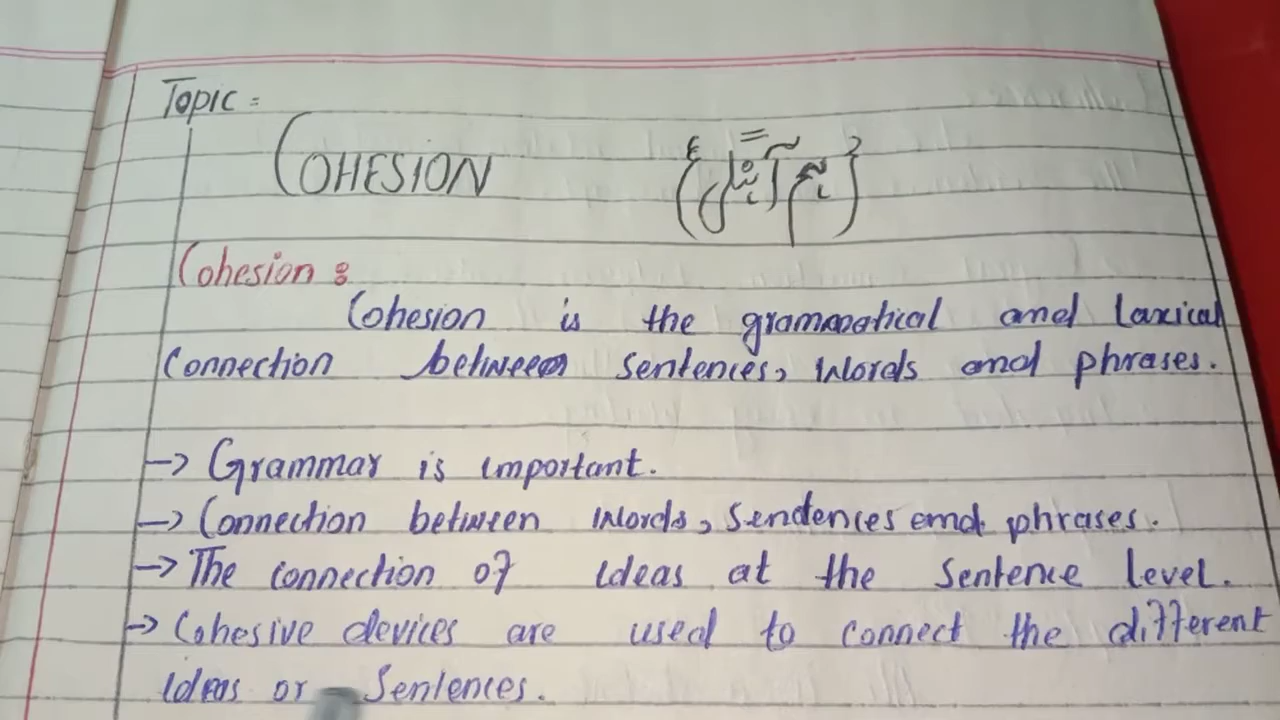 Topic =
COHESION
Cohesion :
Cohesion is the grammatical and Laxical
Connection between Sentences, Words and phrases.
-> Grammar is important.
-> Connection between Words, Sendences and phrases.
-> The connection of ideas at the Sentence level.
-> Cohesive devices are used to connect the different
ideas or Sentences.